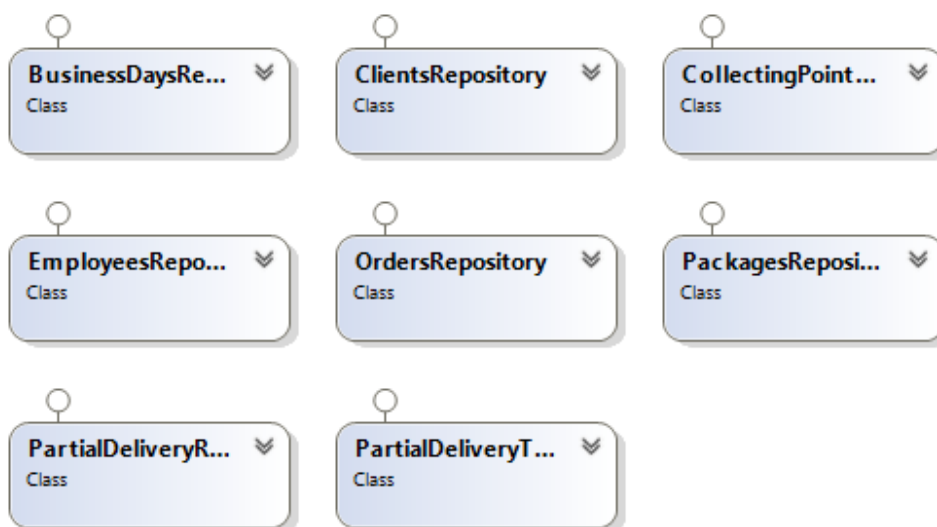 BusinessDaysRe...
Class
ClientsRepository
Class
CollectingPoint...
Class
EmployeesRepo...
Class
OrdersRepository
Class
PackagesReposi...
Class
PartialDeliveryR...
Class
PartialDeliveryT...
Class